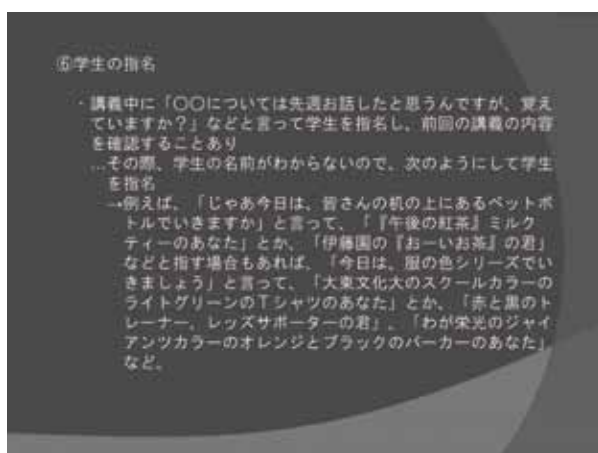 ⑥学生の指名
・講義中に「〇〇については先週お話したと思うんですが、覚え
ていますか?」などと言って学生を指名し、前回の講義の内容
を確認することあり
…その際、学生の名前がわからないので、次のようにして学生
を指名
→例えば、「じゃあ今日は、皆さんの机の上にあるペットボ
トルでいきますか」と言って、「『午後の紅茶』ミルク
ティーのあなた」とか、「伊藤園の『おーいお茶』の君」
などと指す場合もあれば、「今日は、服の色シリーズでい
きましょう」と言って、「大東文化大のスクールカラーの
ライトグリーンのTシャツのあなた」とか、「赤と黒のト
レーナー、レッズサポーターの君」、「わが栄光のジャイ
アンツカラーのオレンジとブラックのパーカーのあなた」
など。